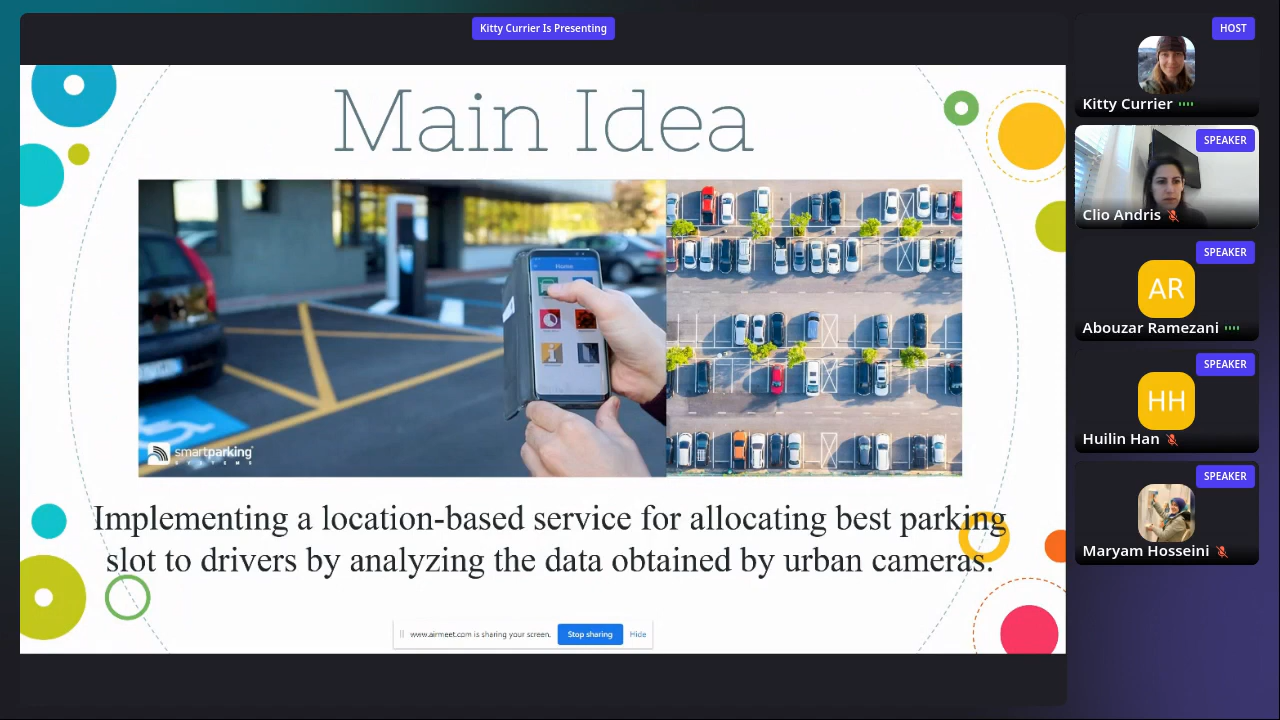 Kitty Currier Is Presenting
Main Idea
Home
smartparking
SYSTEMS
Implementing a location-based service for allocating best parking
slot to drivers by analyzing the data obtained by urban cameras.
www.airmeet.com is sharing your screen.
Stop sharing
Hide
HOST
Kitty Currier
SPEAKER
Clio Andris
SPEAKER
AR
Abouzar Ramezani
SPEAKER
HH
Huilin Han
SPEAKER
Maryam Hosseini